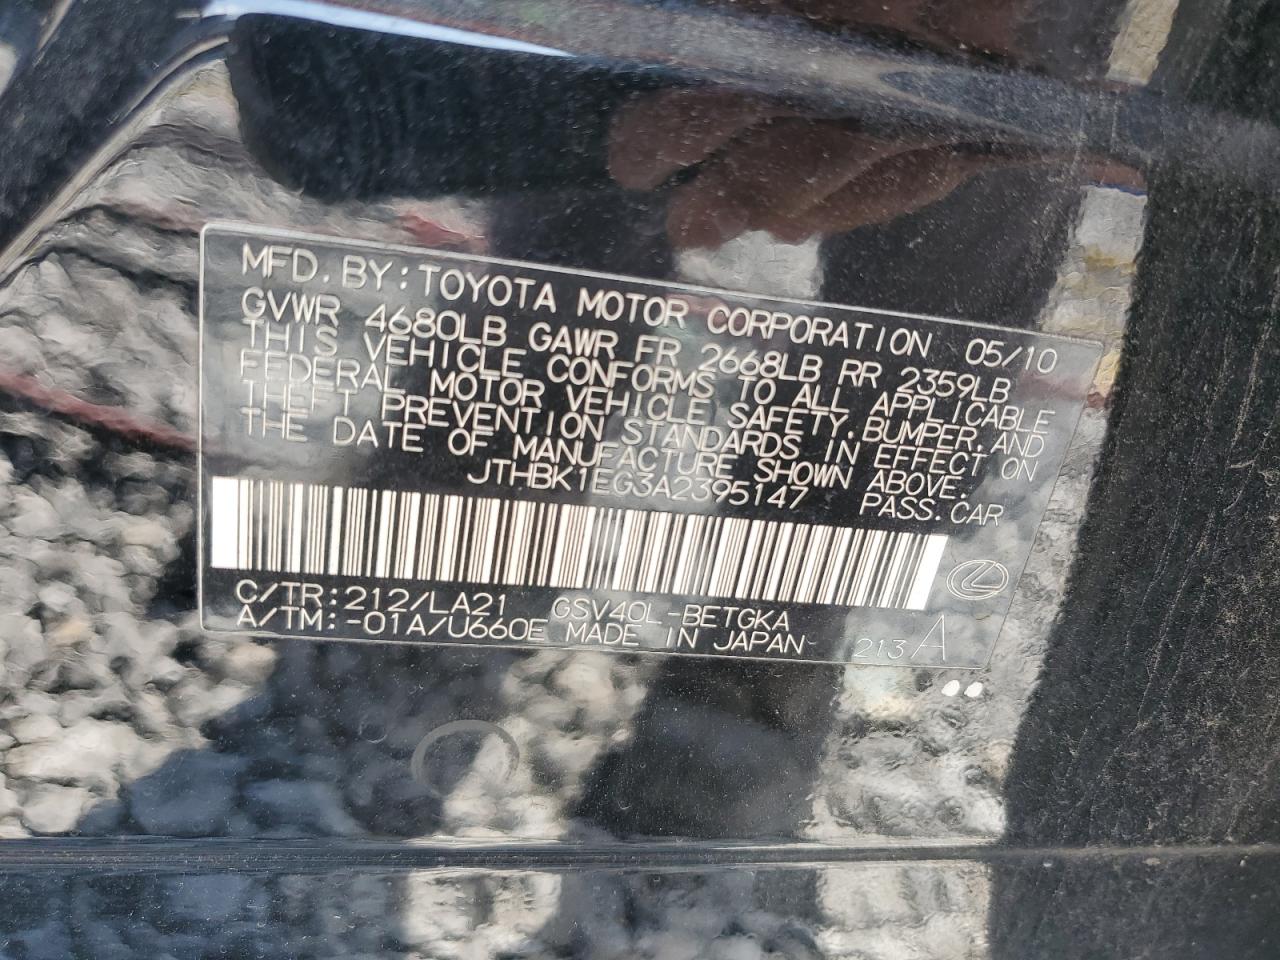 MFD. BY: TOYOTA MOTOR CORPORATION 05/10
GVWR 4680LB GAWR FR 2668LB RR 2359LB
THIS VEHICLE CONFORMS TO ALL APPLICABLE
FEDERAL MOTOR VEHICLE SAFETY, BUMPER, AND
THEFT PREVENTION STANDARDS IN EFFECT ON
THE DATE OF MANUFACTURE SHOWN ABOVE.
JTHBK1EG3A2395147 PASS. CAR
C/TR: 212/LA21 GSV40L-BETGKA
A/TM: -01A/U660E MADE IN JAPAN 213A